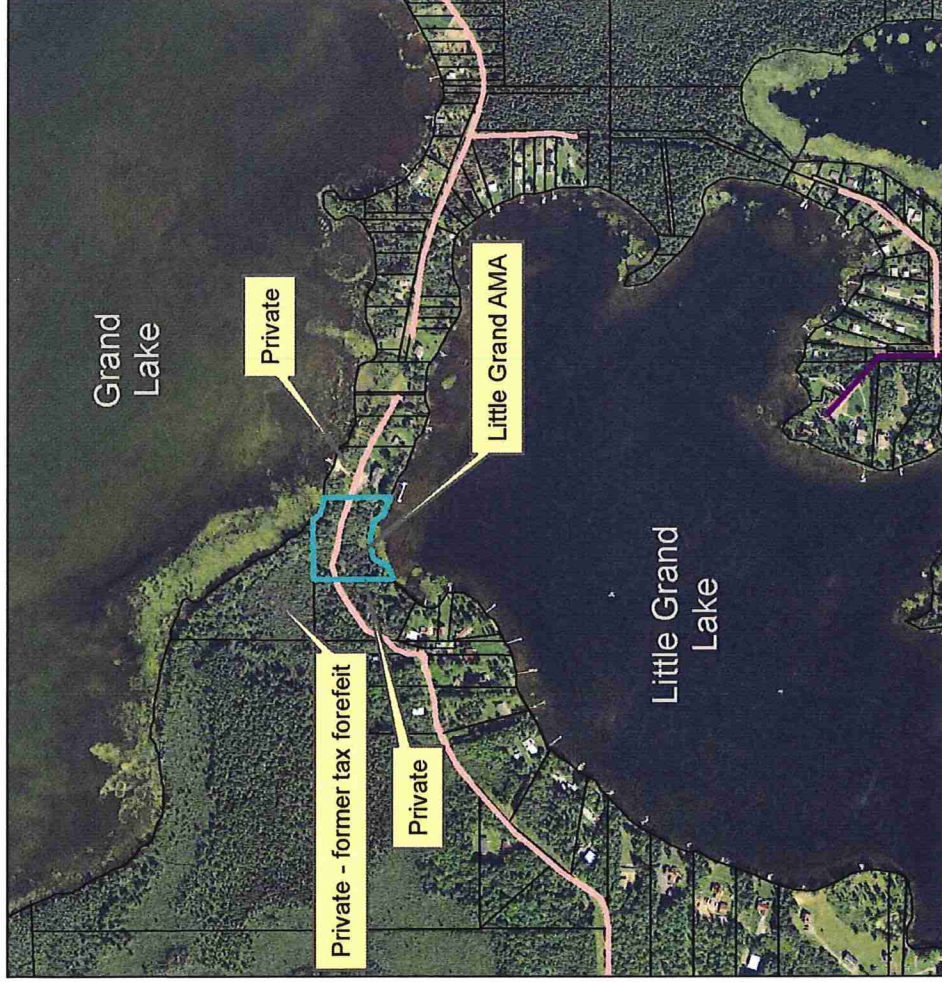 Grand
Lake
Private
Little Grand AMA
Private - former tax forefeit
Private
Little Grand
Lake